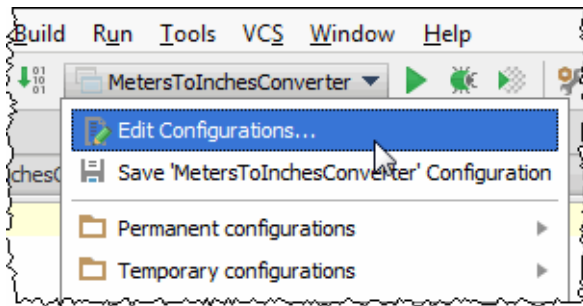 Build Run Tools VCS Window Help
MetersToInchesConverter
Edit Configurations...
Save 'MetersToInchesConverter' Configuration
Permanent configurations
Temporary configurations